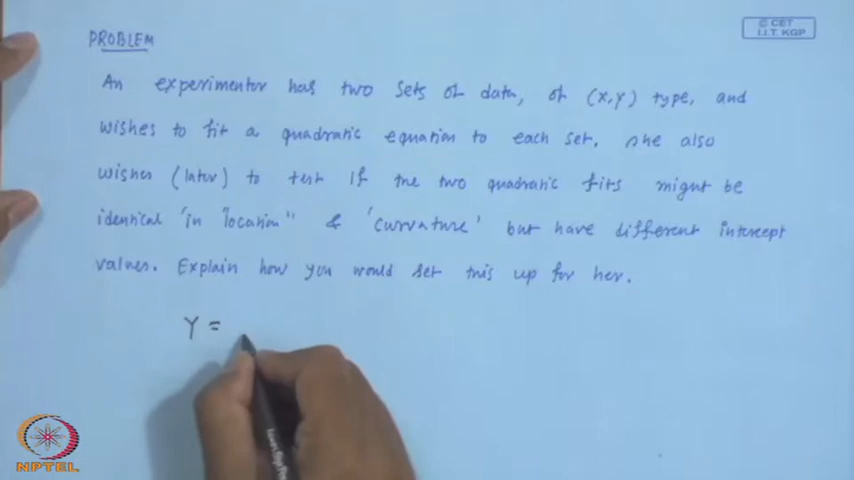 © CET
I.I.T. KGP
PROBLEM
An experimentor has two sets of data, of (X,Y) type, and
wishes to fit a quadratic equation to each set. she also
wishes (later) to test if the two quadratic fits might be
identical 'in "location" & 'curvature' but have different intercept
values. Explain how you would set this up for her.
Y =
NPTEL